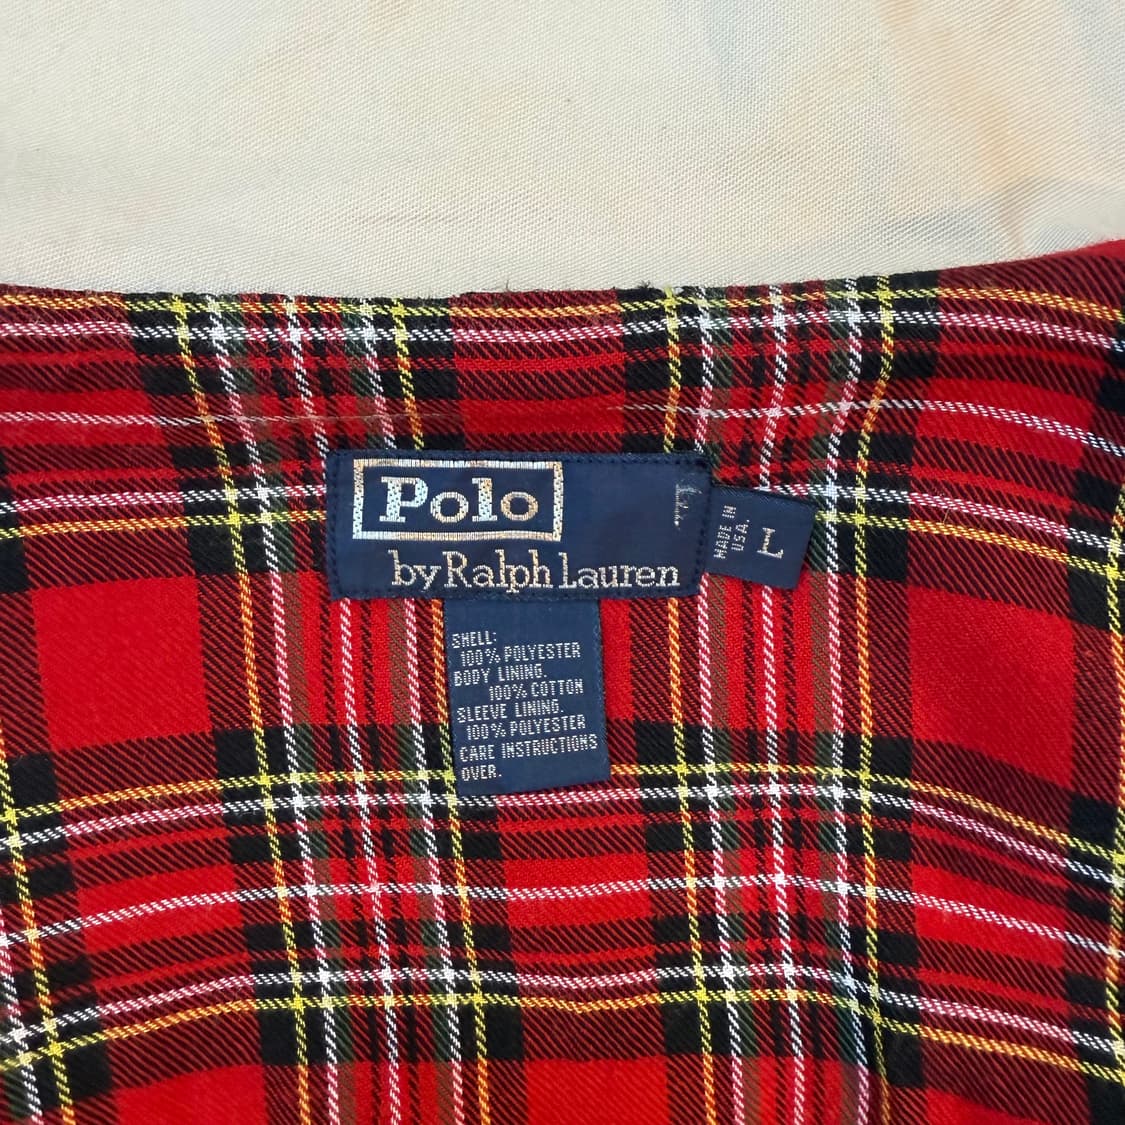 Polo
by Ralph Lauren
MADE IN
U.S.A.
L
SHELL:
100% POLYESTER
BODY LINING.
100% COTTON
SLEEVE LINING.
100% POLYESTER
CARE INSTRUCTIONS
OVER.